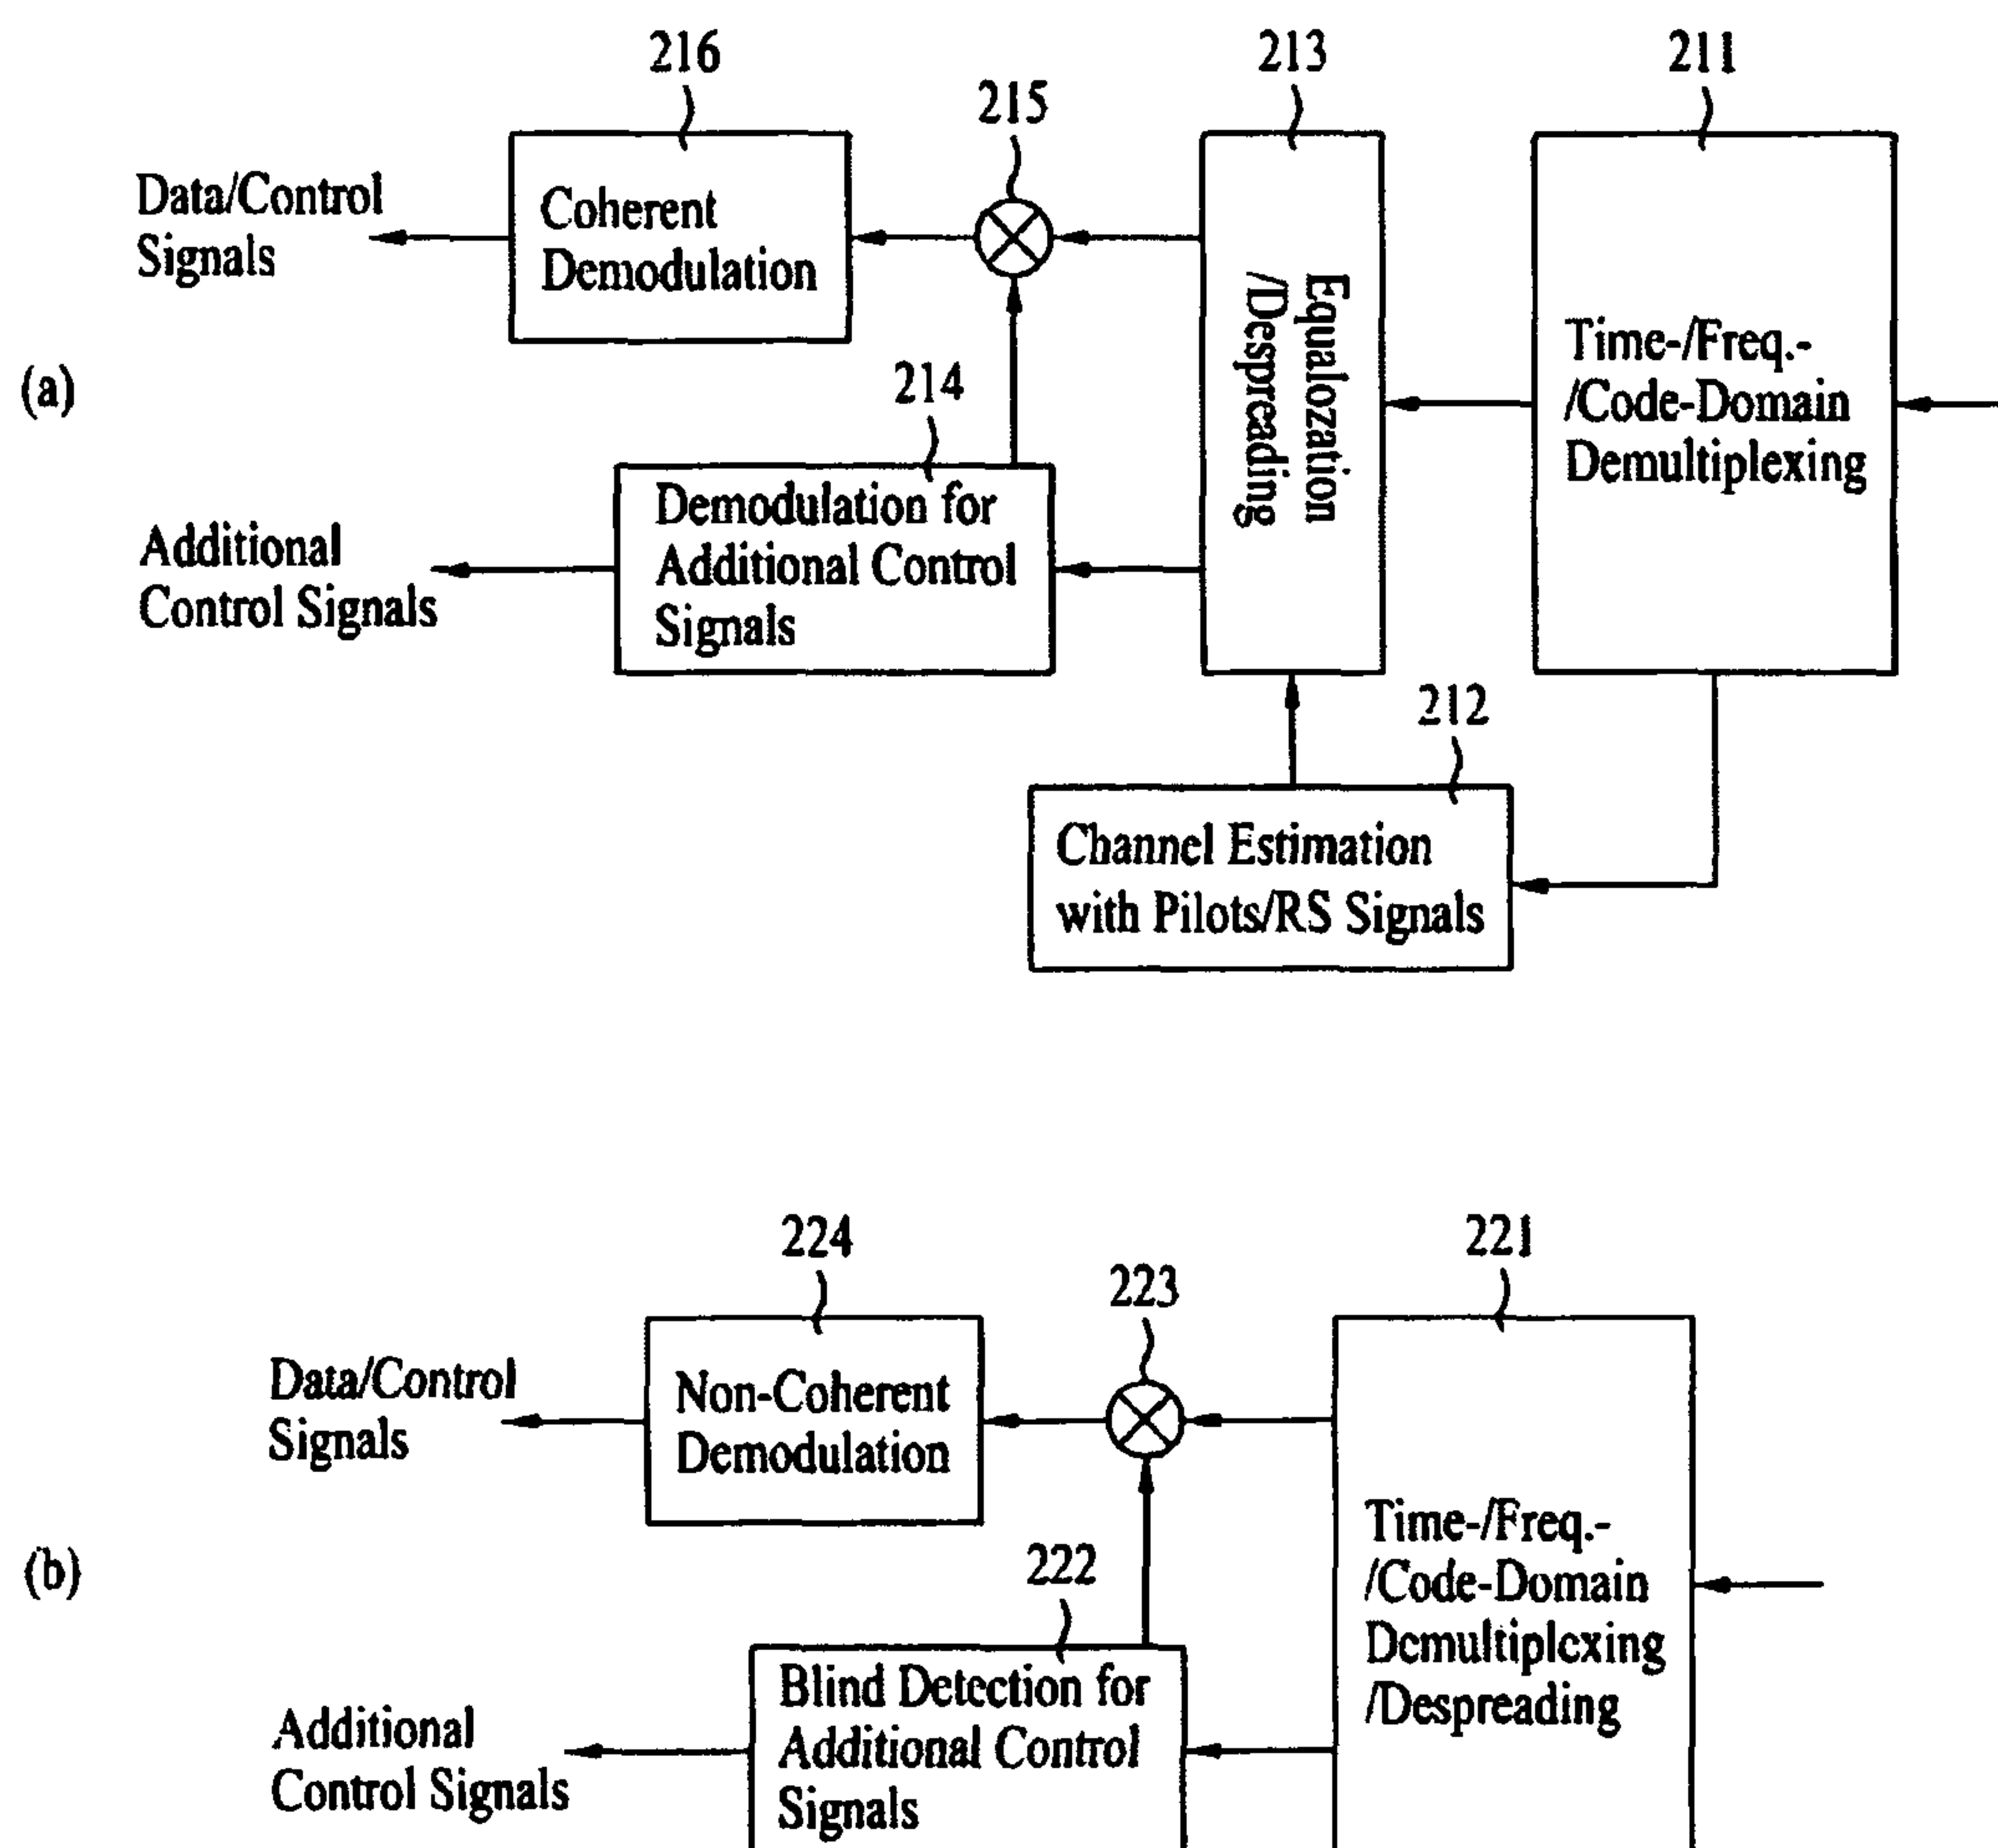 216
213
211
215
Data/Control
Signals
Coherent
Demodulation
Equalozation
/Despreading
Time-/Freq.-
/Code-Domain
Demultiplexing
(a)
214
Additional
Control Signals
Demodulation for
Additional Control
Signals
212
Channel Estimation
with Pilots/RS Signals
224
221
223
Data/Control
Signals
Non-Coherent
Demodulation
Time-/Freq.-
/Code-Domain
Demultiplexing
/Despreading
(b)
222
Additional
Control Signals
Blind Detection for
Additional Control
Signals